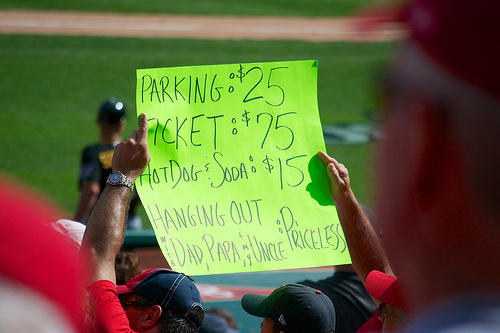 PARKING: $25
TICKET: $75
HOTDOG & SODA: $15
HANGING OUT
W/ DAD, PAPA, N UNCLE: PRICELESS